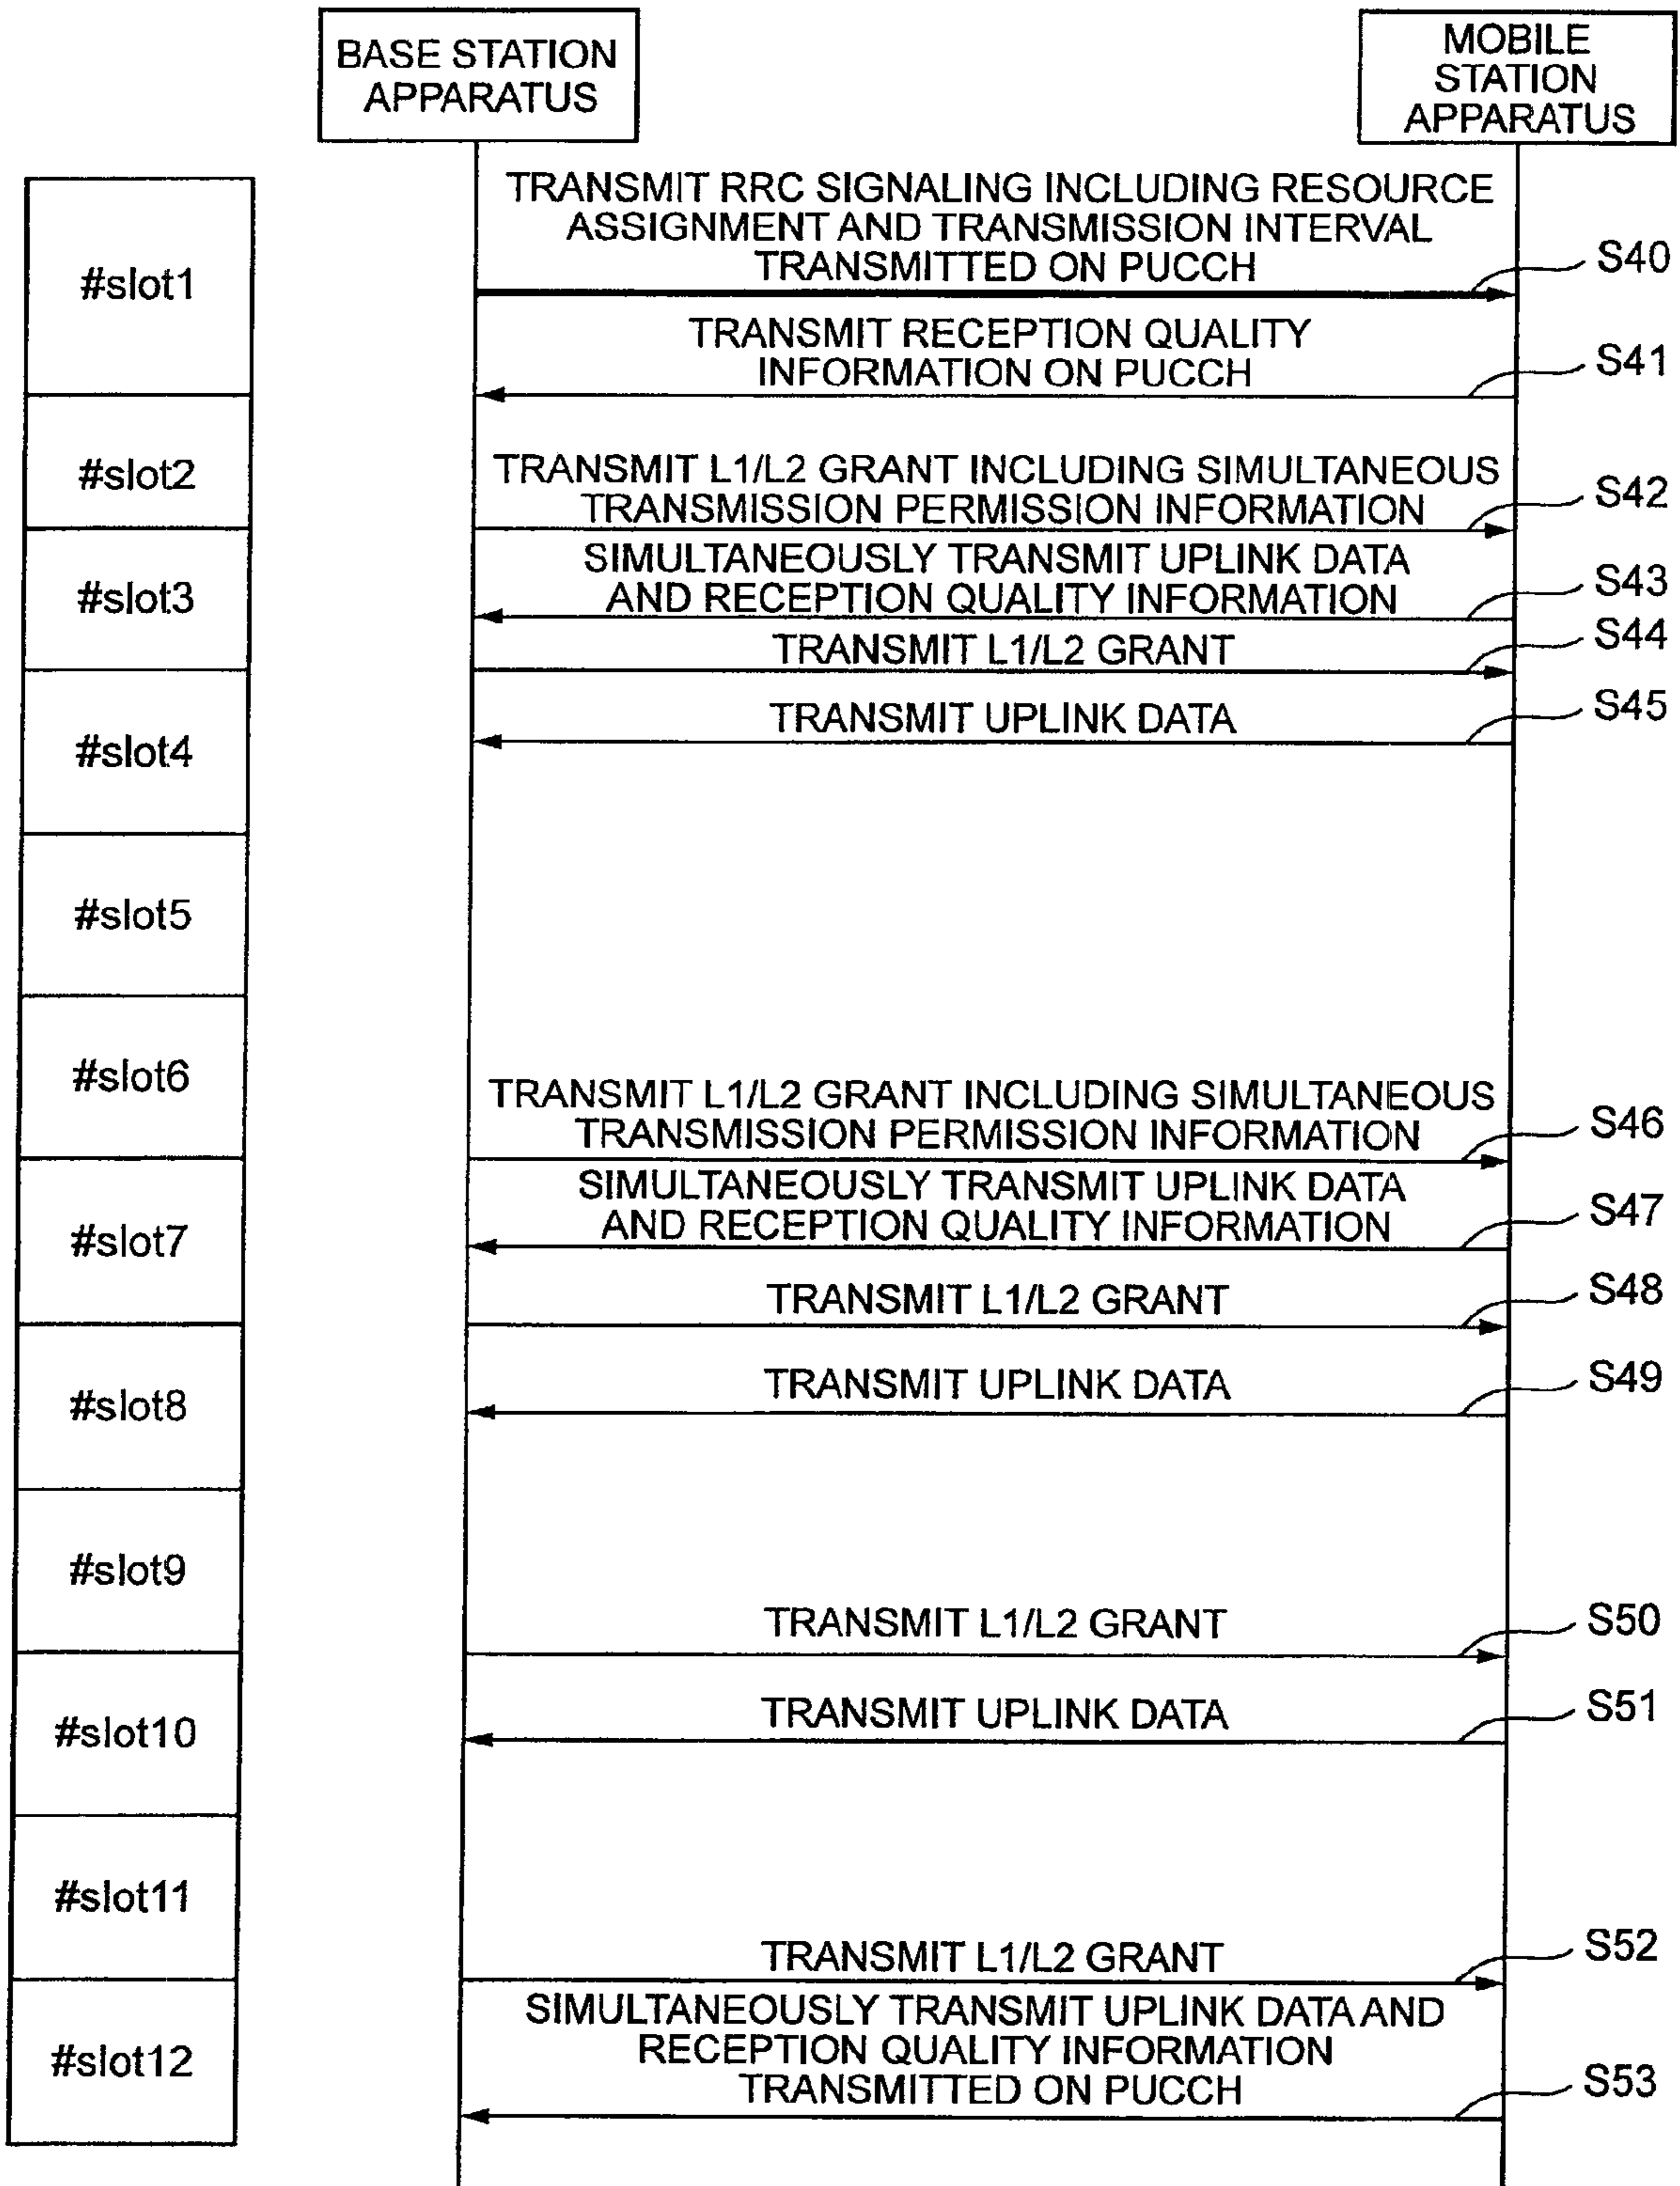 BASE STATION
APPARATUS
MOBILE
STATION
APPARATUS
#slot1
TRANSMIT RRC SIGNALING INCLUDING RESOURCE
ASSIGNMENT AND TRANSMISSION INTERVAL
TRANSMITTED ON PUCCH
S40
TRANSMIT RECEPTION QUALITY
INFORMATION ON PUCCH
S41
#slot2
TRANSMIT L1/L2 GRANT INCLUDING SIMULTANEOUS
TRANSMISSION PERMISSION INFORMATION
S42
#slot3
SIMULTANEOUSLY TRANSMIT UPLINK DATA
AND RECEPTION QUALITY INFORMATION
S43
TRANSMIT L1/L2 GRANT
S44
#slot4
TRANSMIT UPLINK DATA
S45
#slot5
#slot6
TRANSMIT L1/L2 GRANT INCLUDING SIMULTANEOUS
TRANSMISSION PERMISSION INFORMATION
S46
#slot7
SIMULTANEOUSLY TRANSMIT UPLINK DATA
AND RECEPTION QUALITY INFORMATION
S47
TRANSMIT L1/L2 GRANT
S48
#slot8
TRANSMIT UPLINK DATA
S49
#slot9
TRANSMIT L1/L2 GRANT
S50
#slot10
TRANSMIT UPLINK DATA
S51
#slot11
TRANSMIT L1/L2 GRANT
S52
#slot12
SIMULTANEOUSLY TRANSMIT UPLINK DATA AND
RECEPTION QUALITY INFORMATION
TRANSMITTED ON PUCCH
S53